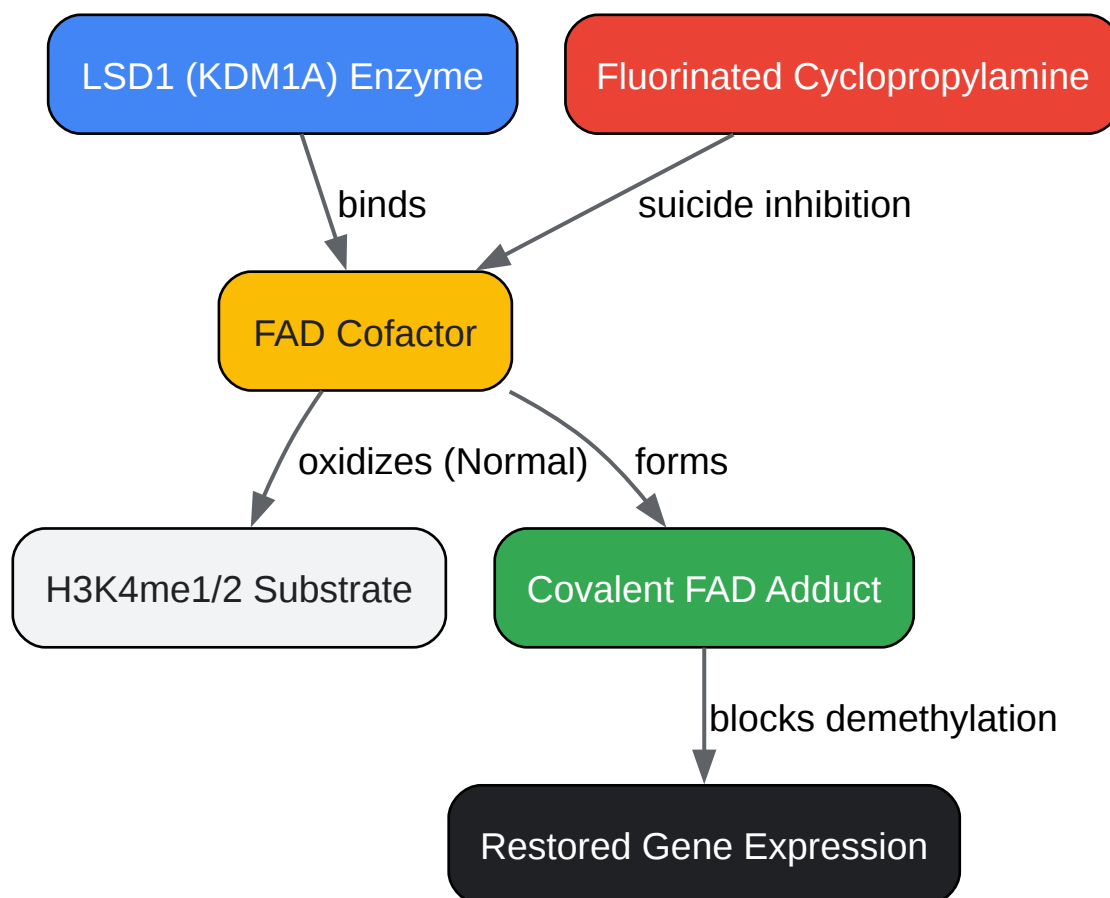 LSD1 (KDM1A) Enzyme
Fluorinated Cyclopropylamine
binds
suicide inhibition
FAD Cofactor
oxidizes (Normal)
forms
H3K4me1/2 Substrate
Covalent FAD Adduct
blocks demethylation
Restored Gene Expression